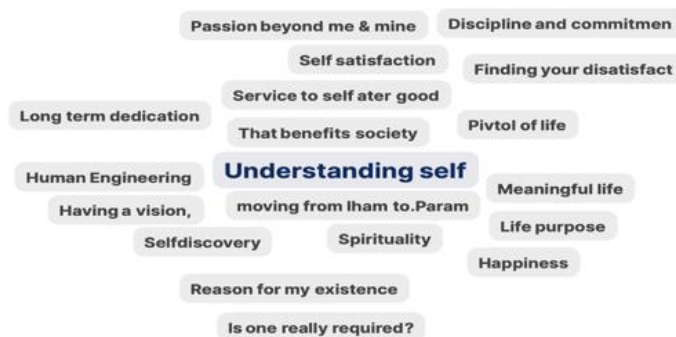 Passion beyond me & mine
Discipline and commitmen
Self satisfaction
Finding your disatisfact
Service to self ater good
Long term dedication
That benefits society
Pivtol of life
Understanding self
Human Engineering
Meaningful life
Having a vision,
moving from Iham to.Param
Life purpose
Selfdiscovery
Spirituality
Happiness
Reason for my existence
Is one really required?